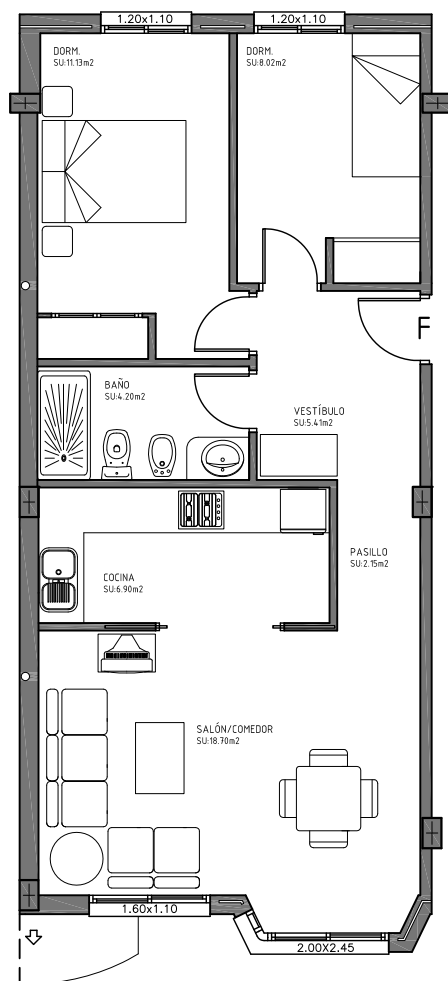 1.20x1.10
1.20x1.10
DORM.
SU:11.13m2
DORM.
SU:8.02m2
F
BAÑO
SU:4.20m2
VESTÍBULO
SU:5.41m2
PASILLO
SU:2.15m2
COCINA
SU:6.90m2
SALÓN/COMEDOR
SU:18.70m2
1.60x1.10
2.00X2.45